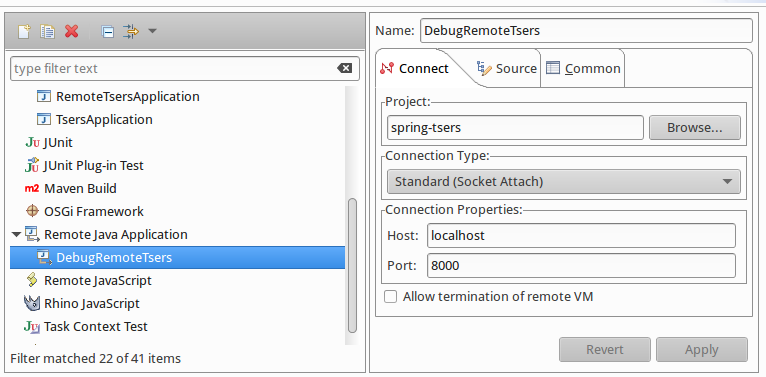 type filter text
RemoteTsersApplication
TsersApplication
JUnit
JUnit Plug-in Test
Maven Build
OSGi Framework
Remote Java Application
DebugRemoteTsers
Remote JavaScript
Rhino JavaScript
Task Context Test
Filter matched 22 of 41 items
Name: DebugRemoteTsers
Connect Source Common
Project:
spring-tsers Browse...
Connection Type:
Standard (Socket Attach)
Connection Properties:
Host: localhost
Port: 8000
Allow termination of remote VM
Revert Apply